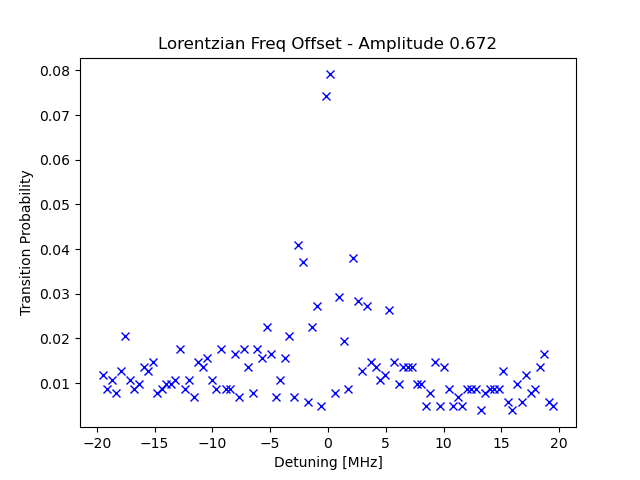 Lorentzian Freq Offset - Amplitude 0.672
Transition Probability
0.08
0.07
0.06
0.05
0.04
0.03
0.02
0.01
−20 −15 −10 −5 0 5 10 15 20
Detuning [MHz]